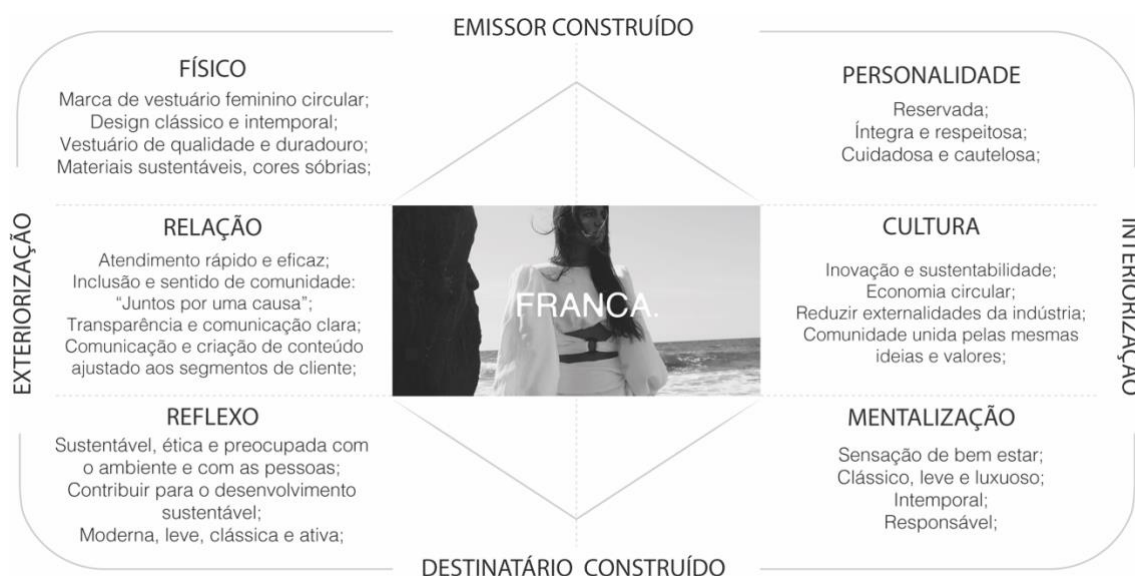 EMISSOR CONSTRUÍDO
FÍSICO
Marca de vestuário feminino circular;
Design clássico e intemporal;
Vestuário de qualidade e duradouro;
Materiais sustentáveis, cores sóbrias;
PERSONALIDADE
Reservada;
Íntegra e respeitosa;
Cuidadosa e cautelosa;
EXTERIORIZAÇÃO
RELAÇÃO
Atendimento rápido e eficaz;
Inclusão e sentido de comunidade:
“Juntos por uma causa”;
Transparência e comunicação clara;
Comunicação e criação de conteúdo
ajustado aos segmentos de cliente;
FRANCA.
CULTURA
Inovação e sustentabilidade;
Economia circular;
Reduzir externalidades da indústria;
Comunidade unida pelas mesmas
ideias e valores;
INTERIORIZAÇÃO
REFLEXO
Sustentável, ética e preocupada com
o ambiente e com as pessoas;
Contribuir para o desenvolvimento
sustentável;
Moderna, leve, clássica e ativa;
MENTALIZAÇÃO
Sensação de bem estar;
Clássico, leve e luxuoso;
Intemporal;
Responsável;
DESTINATÁRIO CONSTRUÍDO